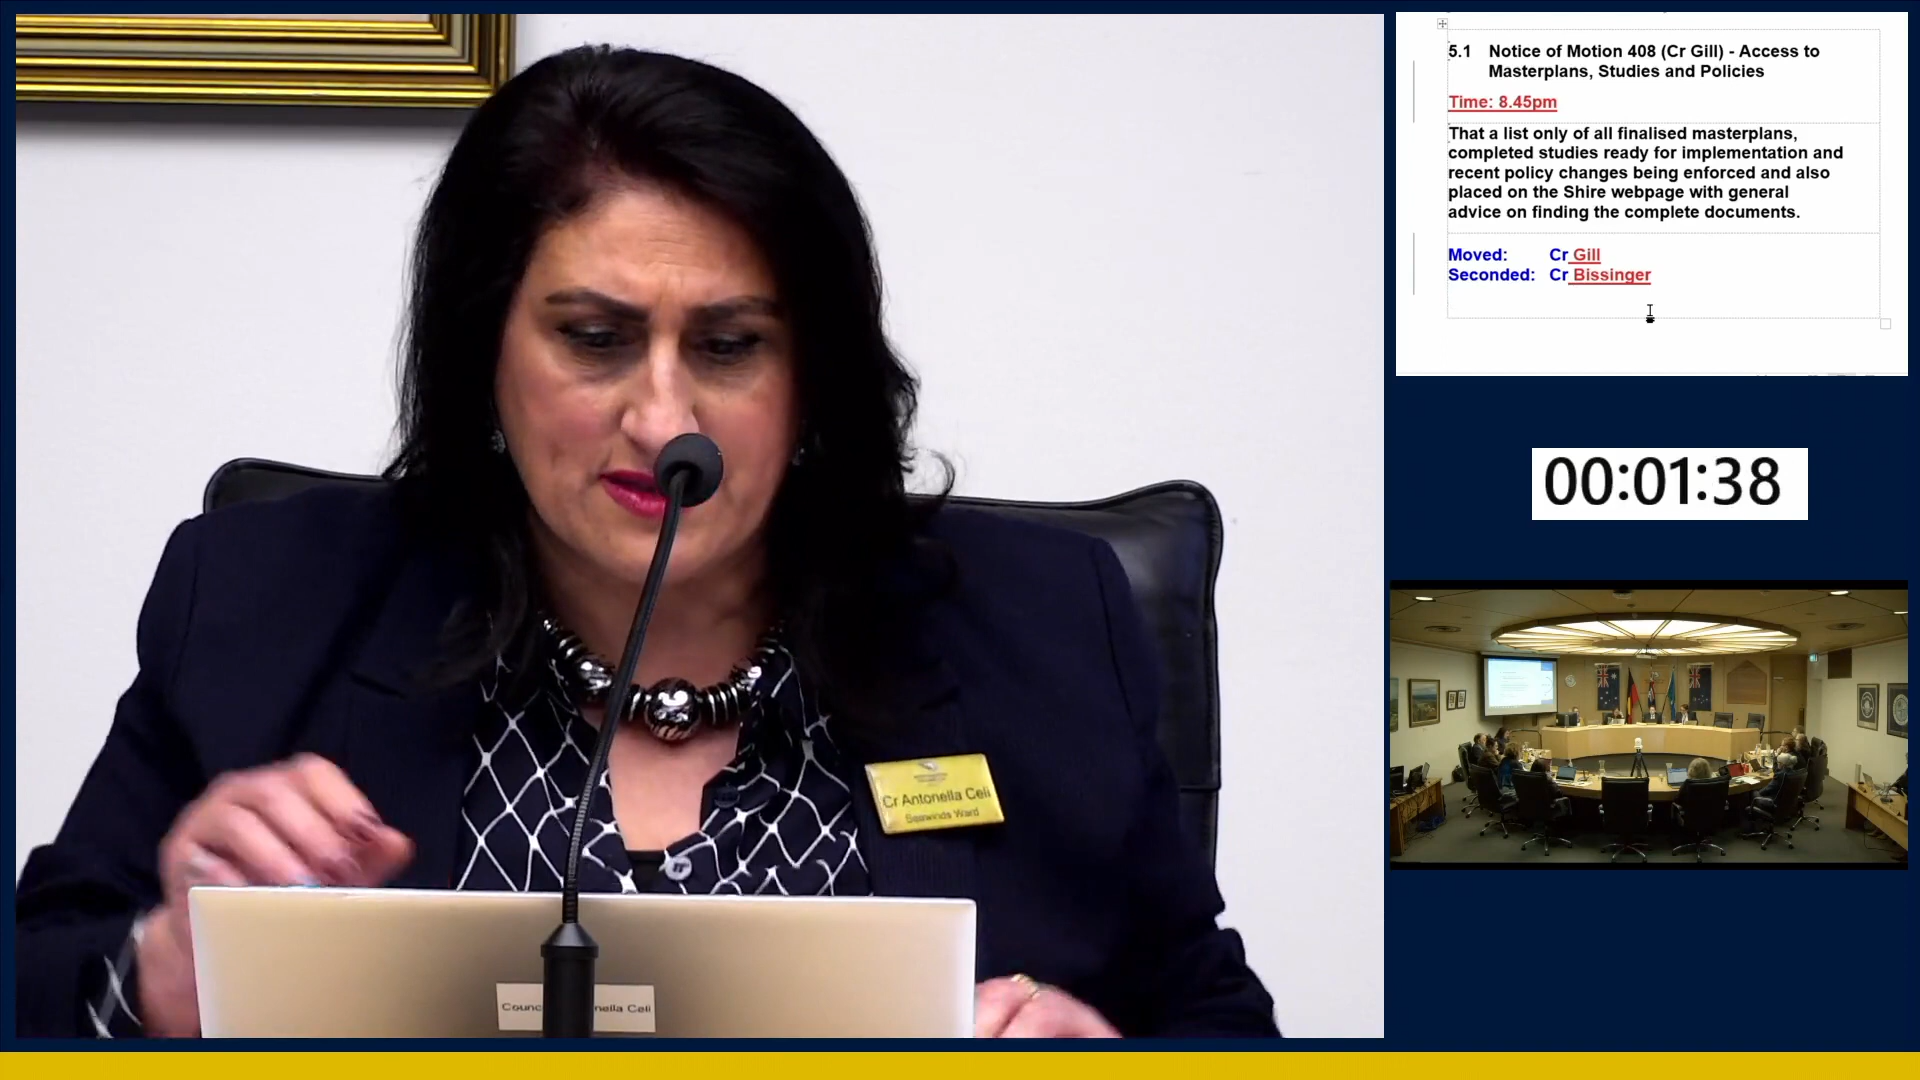 5.1 Notice of Motion 408 (Cr Gill) - Access to
Masterplans, Studies and Policies
Time: 8.45pm
That a list only of all finalised masterplans,
completed studies ready for implementation and
recent policy changes being enforced and also
placed on the Shire webpage with general
advice on finding the complete documents.
Moved: Cr Gill
Seconded: Cr Bissinger
00:01:38
Cr Antonella Celi
Seawinds Ward
Counc nella Celi